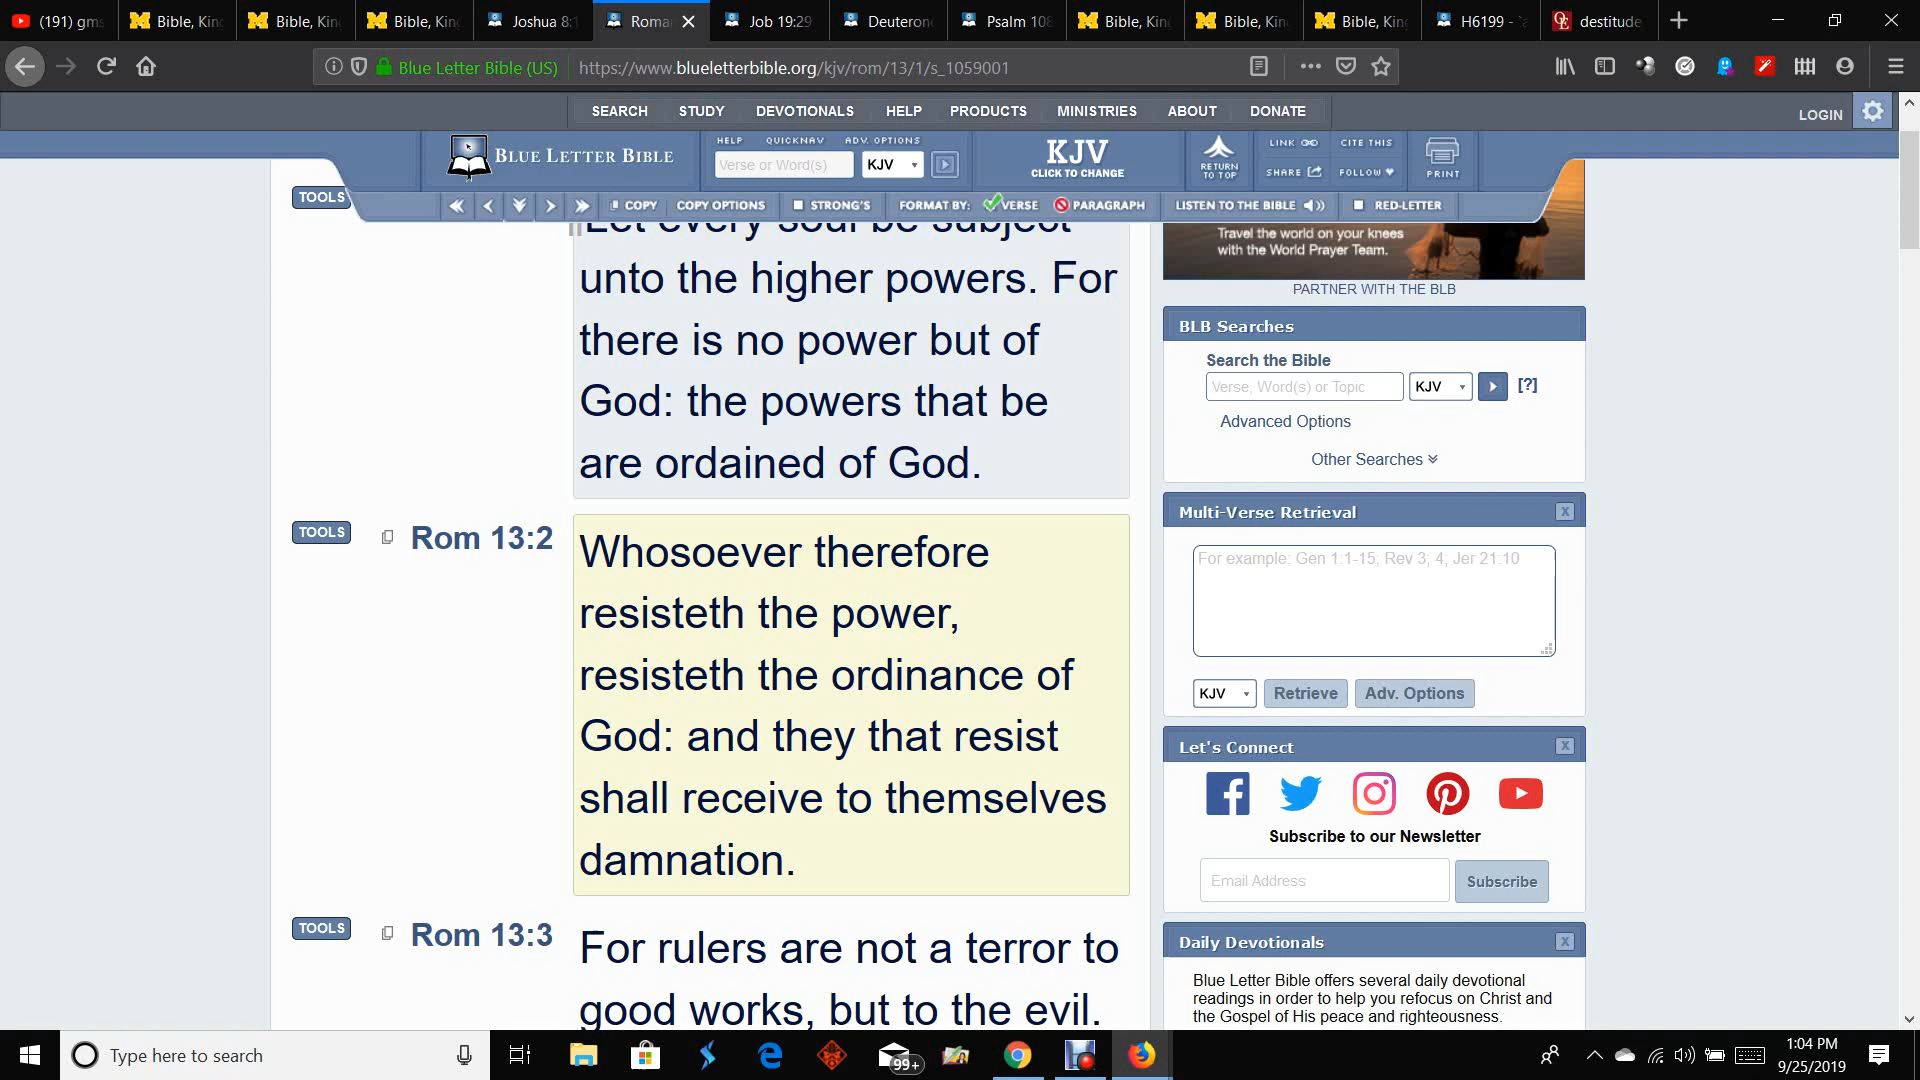 (191) gms
Bible, King
Bible, King
Bible, King
Joshua 8:1
Roma
Job 19:29
Deuteron
Psalm 108
Bible, King
Bible, King
Bible, King
H6199 -
destitude
Blue Letter Bible (US)
https://www.blueletterbible.org/kjv/rom/13/1/s_1059001
SEARCH STUDY DEVOTIONALS HELP PRODUCTS MINISTRIES ABOUT DONATE
LOGIN
BLUE LETTER BIBLE
HELP QUICKNAV ADV. OPTIONS
Verse or Word(s)
KJV
KJV
CLICK TO CHANGE
RETURN
TO TOP
LINK
CITE THIS
SHARE
FOLLOW
PRINT
TOOLS
COPY
COPY OPTIONS
STRONG'S
FORMAT BY:
VERSE
PARAGRAPH
LISTEN TO THE BIBLE
RED-LETTER
Let every soul be subject
unto the higher powers. For
there is no power but of
God: the powers that be
are ordained of God.
TOOLS
Rom 13:2
Whosoever therefore
resisteth the power,
resisteth the ordinance of
God: and they that resist
shall receive to themselves
damnation.
TOOLS
Rom 13:3
For rulers are not a terror to
good works, but to the evil.
Travel the world on your knees
with the World Prayer Team.
PARTNER WITH THE BLB
BLB Searches
Search the Bible
Verse, Word(s) or Topic
KJV
[?]
Advanced Options
Other Searches
Multi-Verse Retrieval
x
For example: Gen 1:1-15; Rev 3; 4; Jer 21:10
KJV
Retrieve
Adv. Options
Let's Connect
x
Subscribe to our Newsletter
Email Address
Subscribe
Daily Devotionals
x
Blue Letter Bible offers several daily devotional
readings in order to help you refocus on Christ and
the Gospel of His peace and righteousness.
Type here to search
99+
1:04 PM
9/25/2019